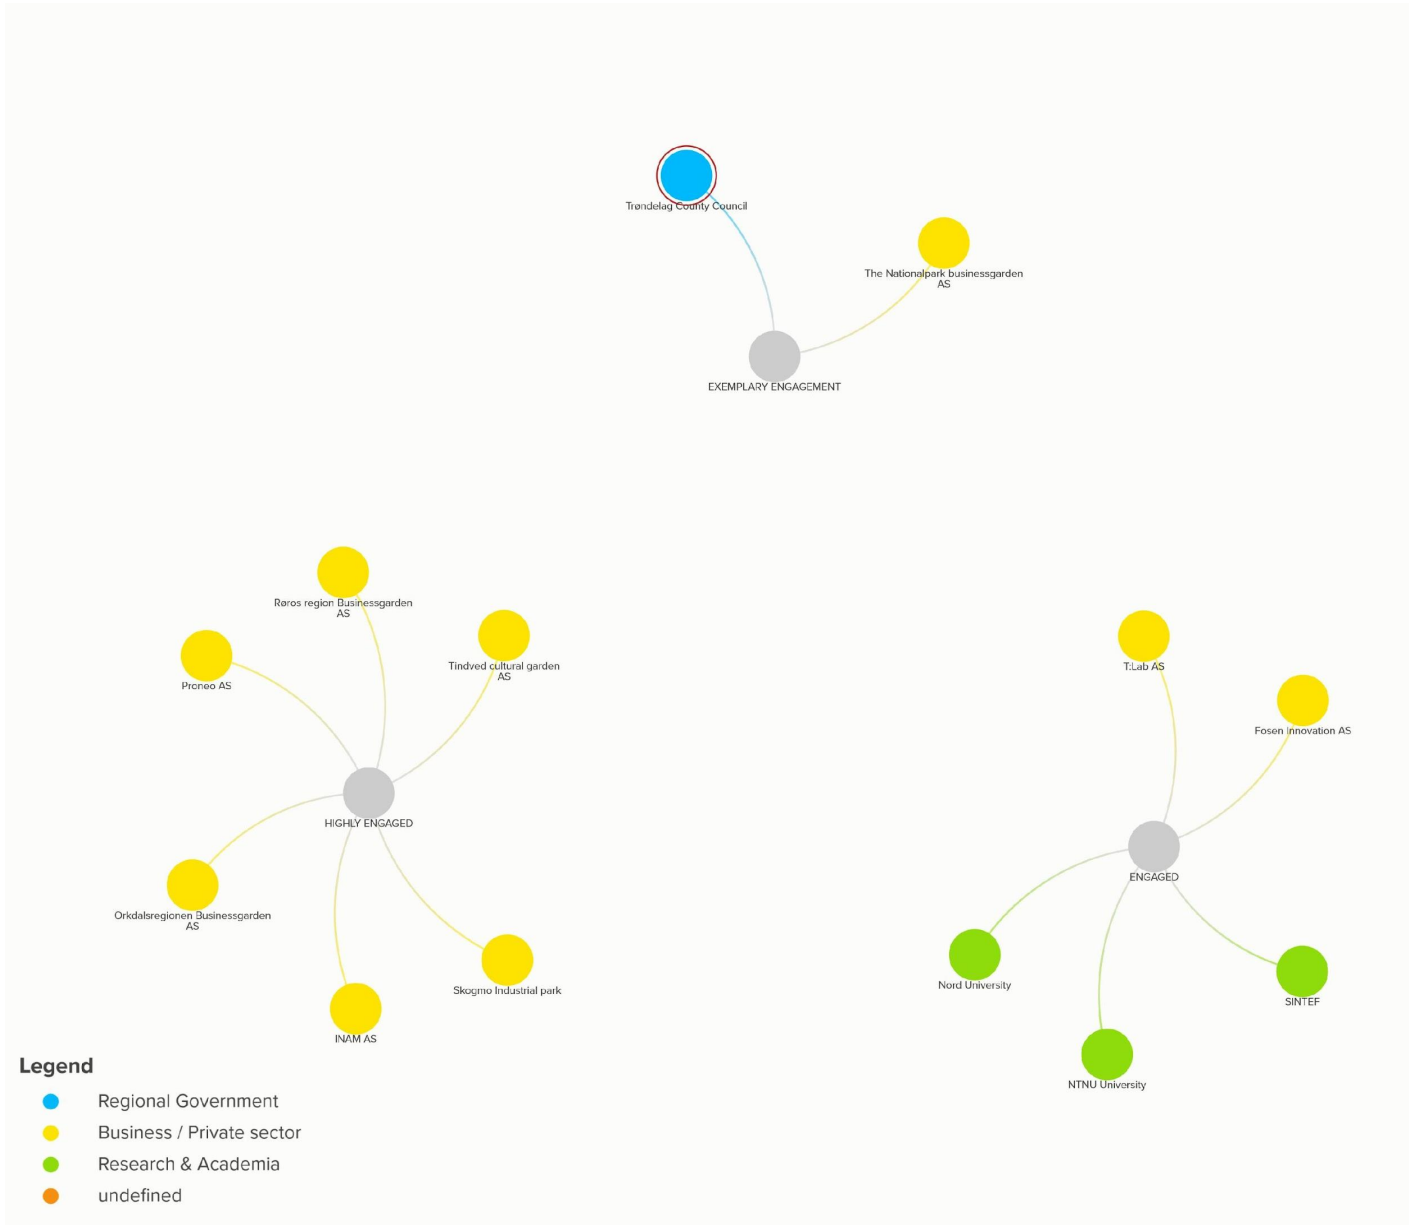 Trøndelag County Council
The Nationalpark businessgarden
AS
EXEMPLARY ENGAGEMENT
Røros region Businessgarden
AS
Tindved cultural garden
AS
Proneo AS
HIGHLY ENGAGED
Orkdalsregionen Businessgarden
AS
Skogmo Industrial park
INAM AS
T:Lab AS
Fosen Innovation AS
ENGAGED
Nord University
SINTEF
NTNU University
Legend
Regional Government
Business / Private sector
Research & Academia
undefined